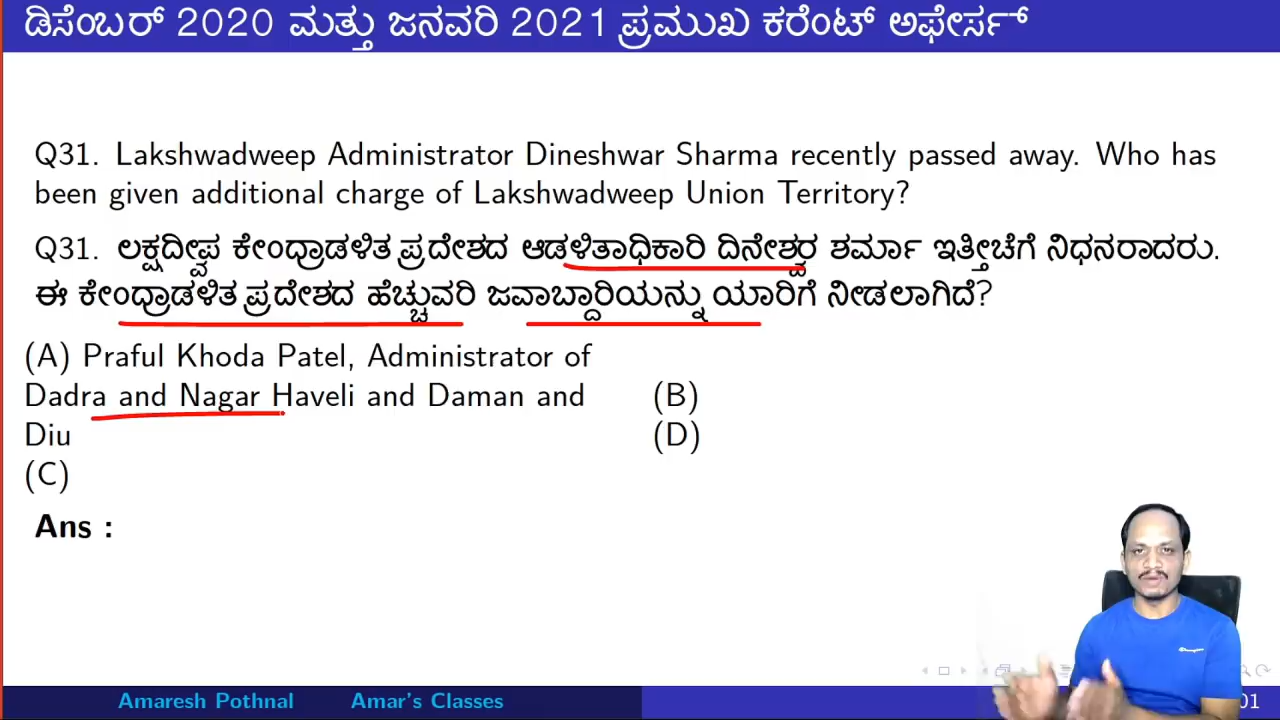 ಡಿಸೆಂಬರ್ 2020 ಮತ್ತು ಜನವರಿ 2021 ಪ್ರಮುಖ ಕರೆಂಟ್ ಅಫೇರ್ಸ್
Q31. Lakshwadweep Administrator Dineshwar Sharma recently passed away. Who has
been given additional charge of Lakshwadweep Union Territory?
Q31. ಲಕ್ಷದ್ವೀಪ ಕೇಂದ್ರಾಡಳಿತ ಪ್ರದೇಶದ ಆಡಳಿತಾಧಿಕಾರಿ ದಿನೇಶ್ವರ ಶರ್ಮಾ ಇತ್ತೀಚೆಗೆ ನಿಧನರಾದರು.
ಈ ಕೇಂದ್ರಾಡಳಿತ ಪ್ರದೇಶದ ಹೆಚ್ಚುವರಿ ಜವಾಬ್ದಾರಿಯನ್ನು ಯಾರಿಗೆ ನೀಡಲಾಗಿದೆ?
(A) Praful Khoda Patel, Administrator of
Dadra and Nagar Haveli and Daman and
Diu
(B)
(C)
(D)
Ans :
Amaresh Pothnal Amar's Classes
01